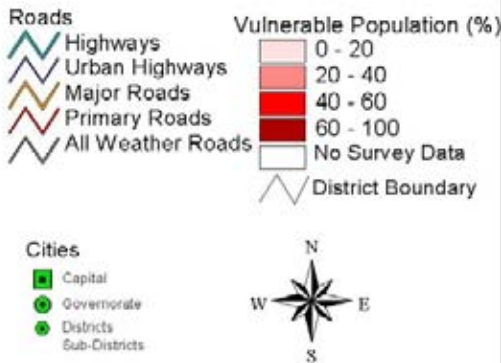 Roads
Highways
Urban Highways
Major Roads
Primary Roads
All Weather Roads
Vulnerable Population (%)
0 - 20
20 - 40
40 - 60
60 - 100
No Survey Data
District Boundary
Cities
Capital
Governorate
Districts
Sub-Districts
N
W E
S